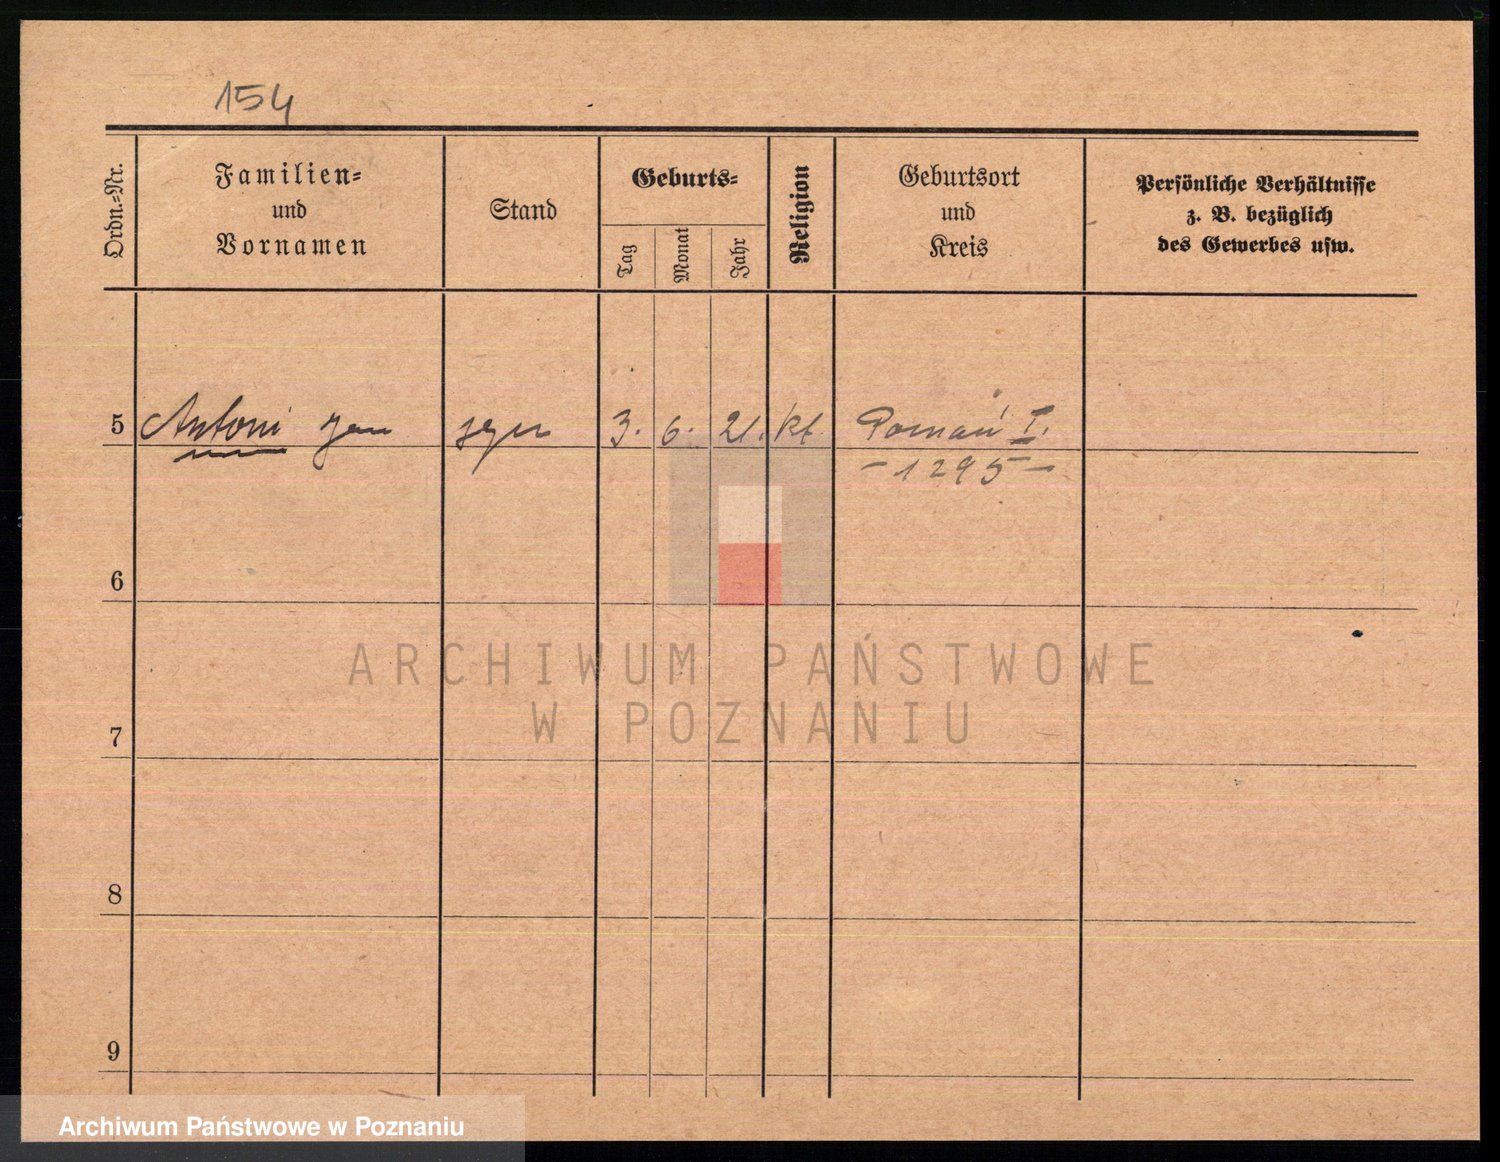 154
Ordn.-Nr.
Familien-
und
Vornamen
Stand
Geburts-
Tag
Monat
Jahr
Religion
Geburtsort
und
Kreis
Persönliche Verhältnisse
z. B. bezüglich
des Gewerbes usw.
5 Antoni Jan syn 3. 6. 21. kt Poznań I.
- 1295 -
6
7
8
9
ARCHIWUM PAŃSTWOWE
W POZNANIU
Archiwum Państwowe w Poznaniu